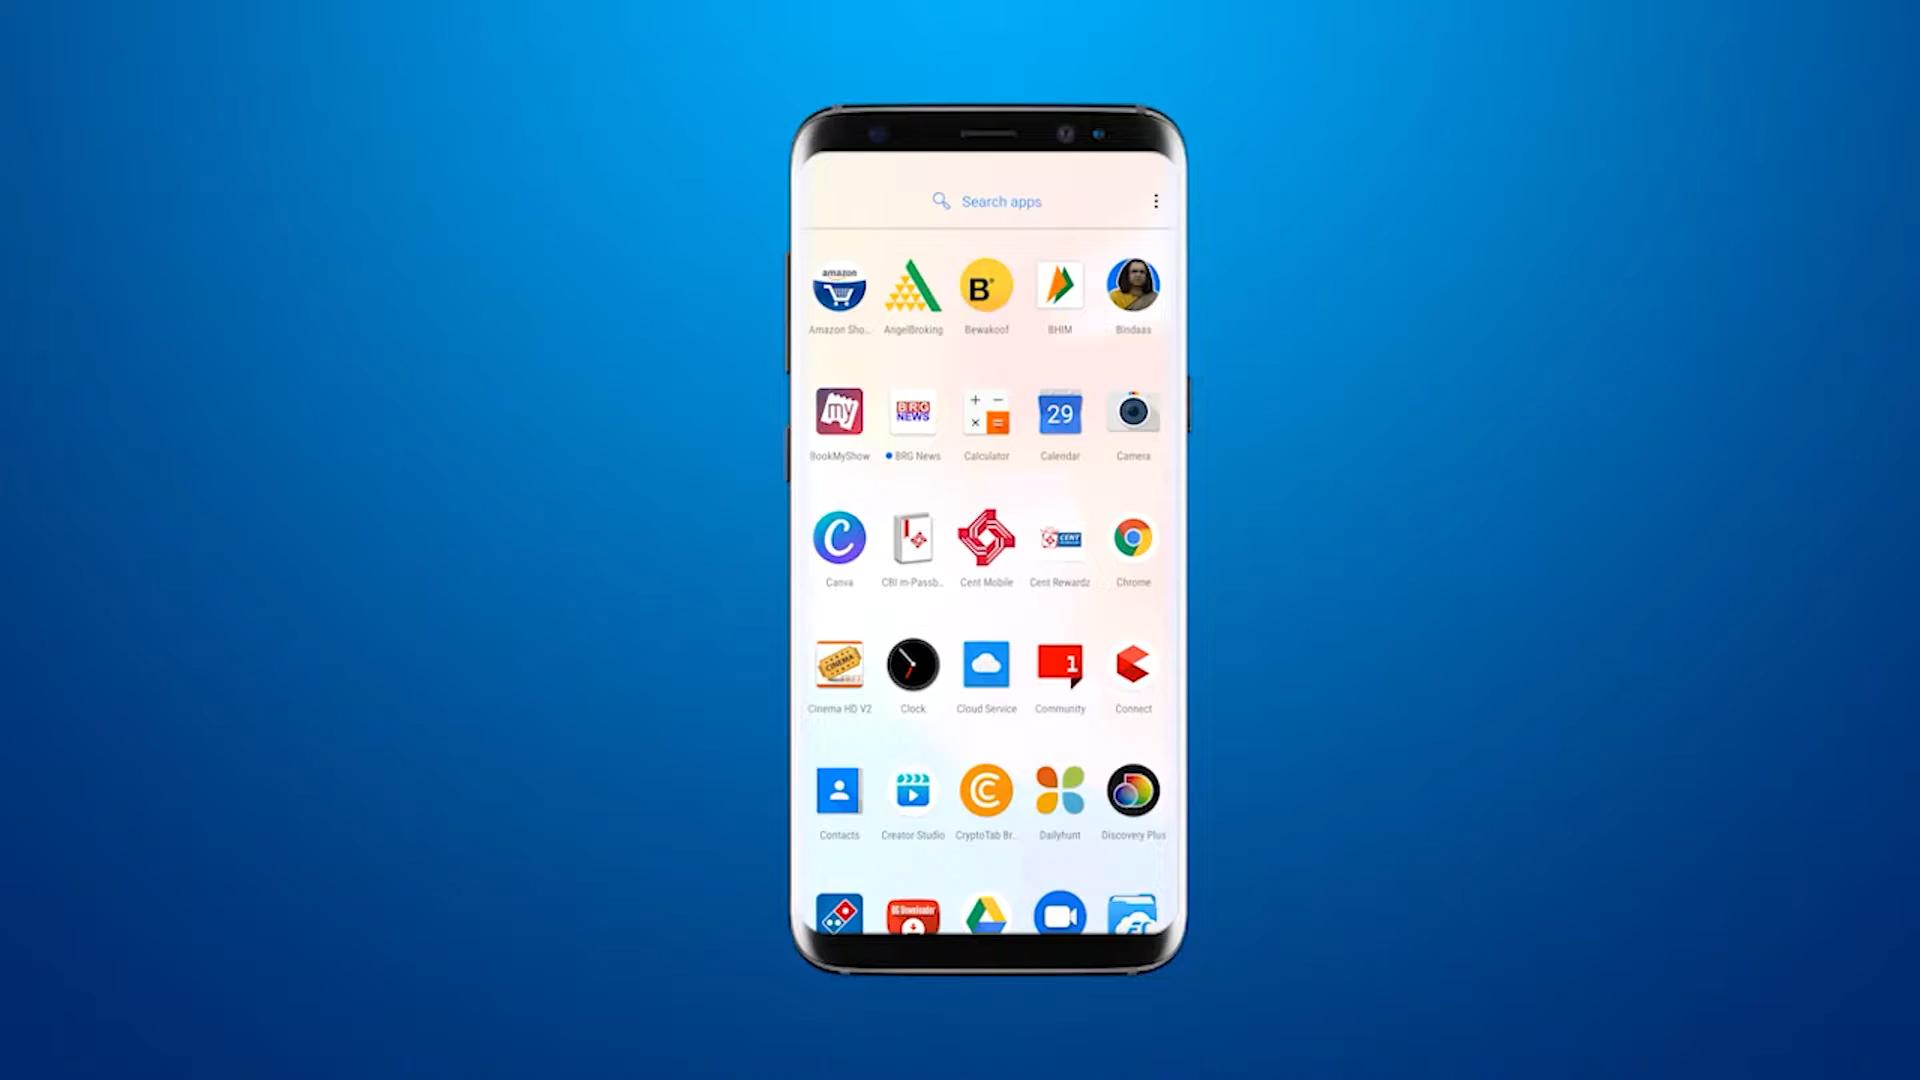 Search apps
amazon
B
Amazon Sho...
AngelBroking
Bewakoof
BHIM
Bindaas
my
BRG
NEWS
+ −
× =
29
BookMyShow
BRG News
Calculator
Calendar
Camera
C
CENT
Canva
CBI m-Passb...
Cent Mobile
Cent Rewardz
Chrome
CINEMA
1
Cinema HD V2
Clock
Cloud Service
Community
Connect
Contacts
Creator Studio
CryptoTab Br...
Dailyhunt
Discovery Plus